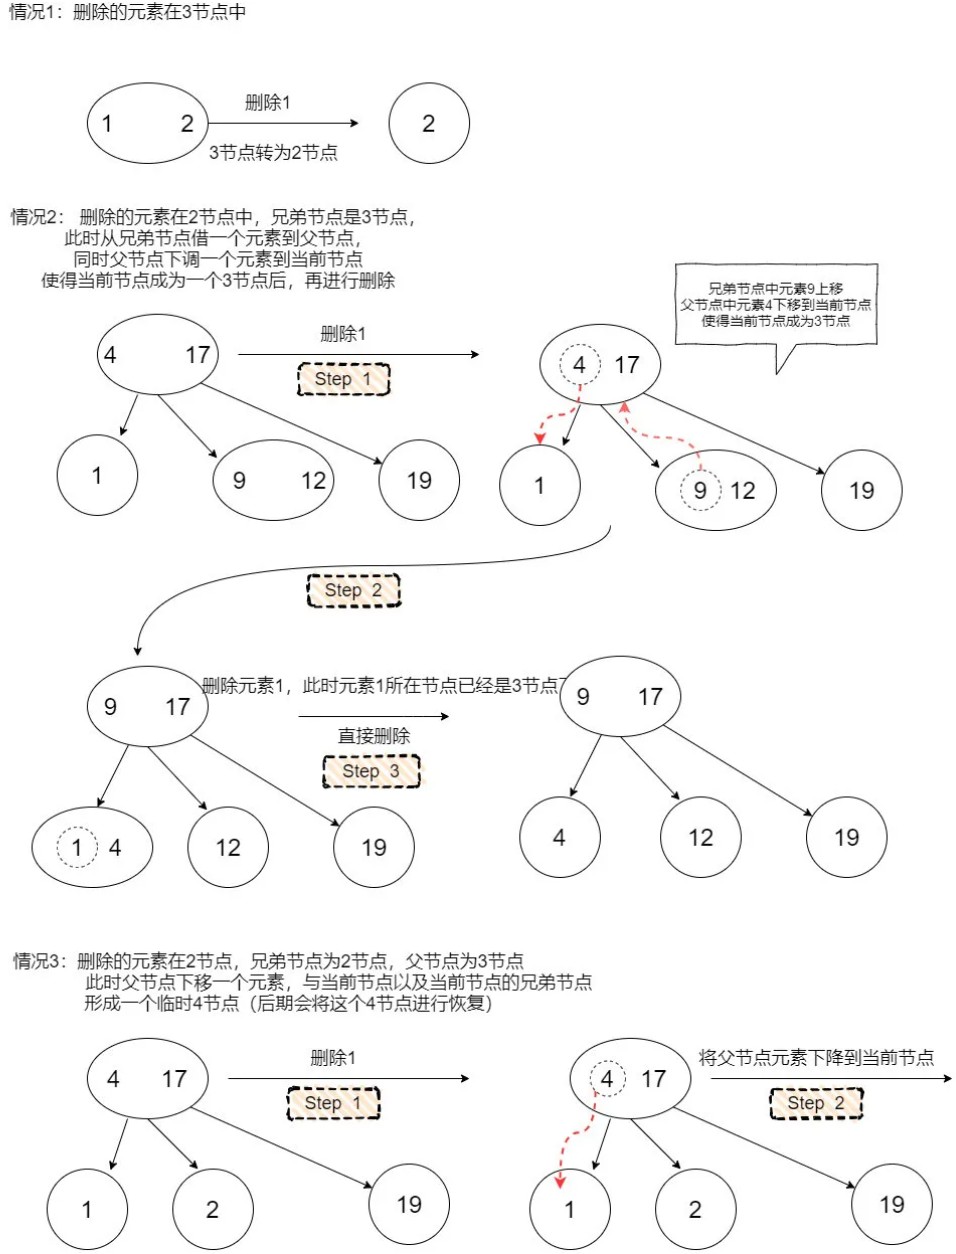 情况1：删除的元素在3节点中
删除1
1 2
2
3节点转为2节点
情况2： 删除的元素在2节点中，兄弟节点是3节点，
此时从兄弟节点借一个元素到父节点，
同时父节点下调一个元素到当前节点
使得当前节点成为一个3节点后，再进行删除
兄弟节点中元素9上移
父节点中元素4下移到当前节点
使得当前节点成为3节点
4 17
删除1
Step 1
4 17
1
9 12
19
1
9 12
19
Step 2
9 17
删除元素1，此时元素1所在节点已经是3节点
直接删除
Step 3
9 17
1 4
12
19
4
12
19
情况3：删除的元素在2节点，兄弟节点为2节点，父节点为3节点
此时父节点下移一个元素，与当前节点以及当前节点的兄弟节点
形成一个临时4节点（后期会将这个4节点进行恢复）
4 17
删除1
Step 1
4 17
将父节点元素下降到当前节点
Step 2
1
2
19
1
2
19